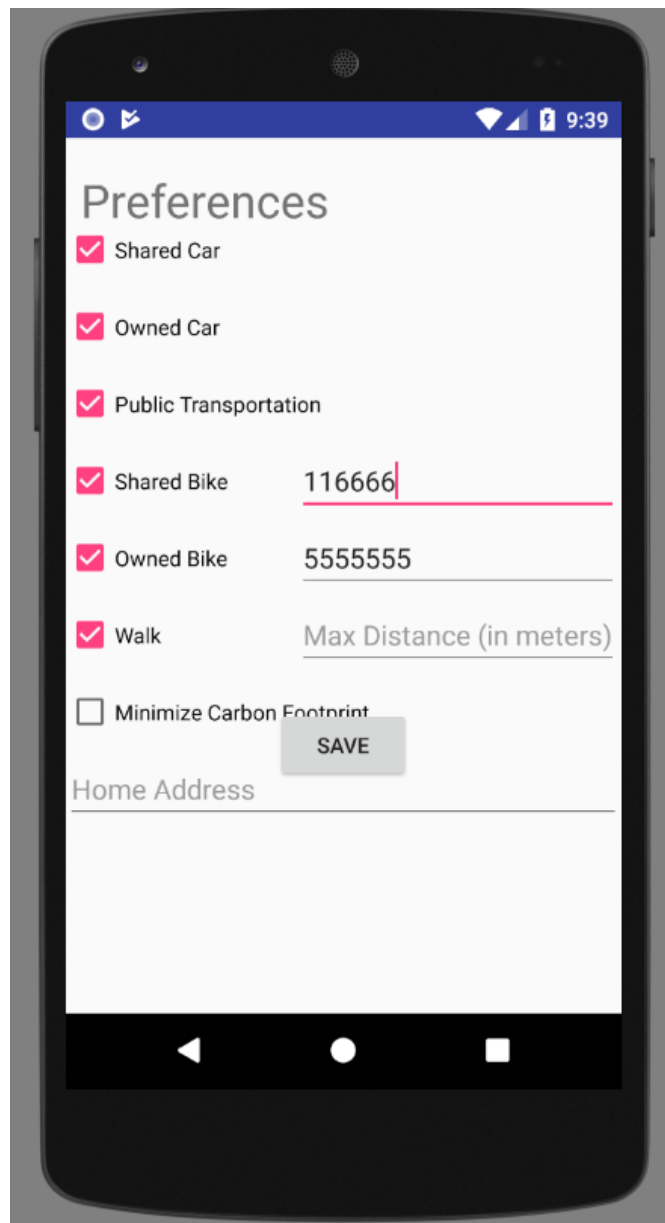 9:39
Preferences
Shared Car
Owned Car
Public Transportation
Shared Bike 116666
Owned Bike 5555555
Walk Max Distance (in meters)
Minimize Carbon Footprint
SAVE
Home Address